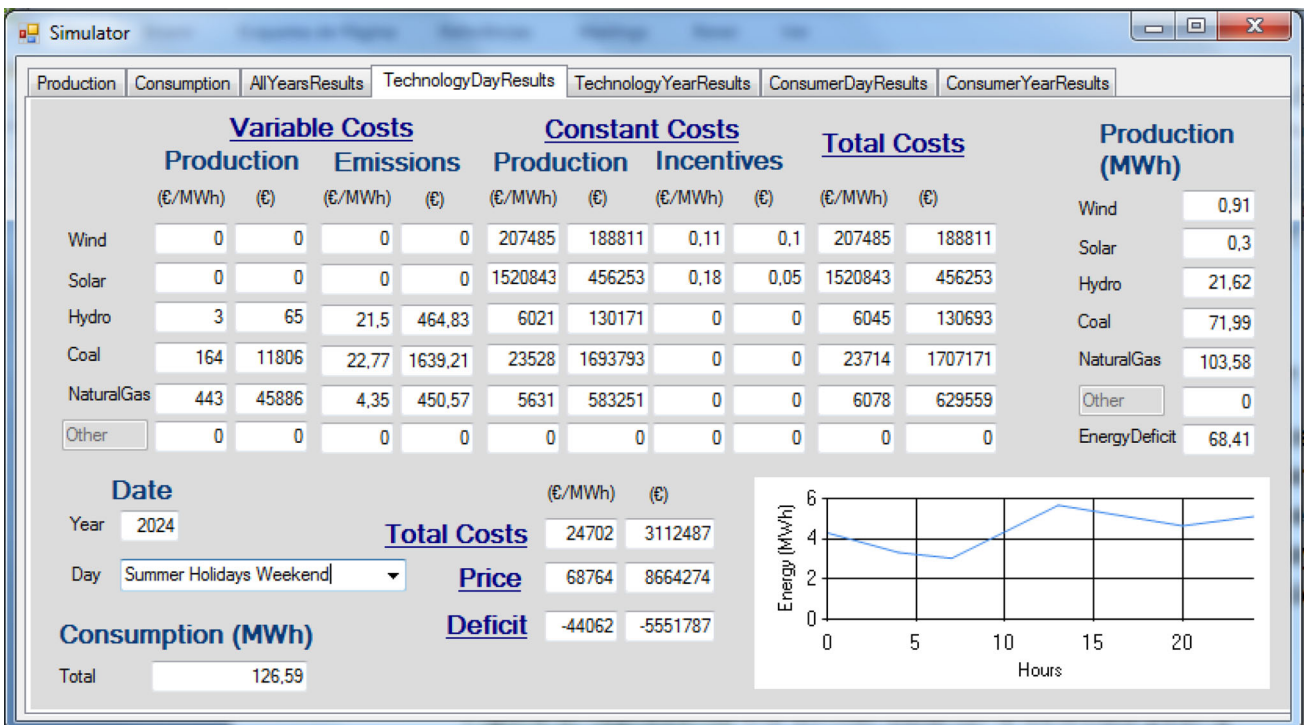 Simulator
Production Consumption AllYearsResults TechnologyDayResults TechnologyYearResults ConsumerDayResults ConsumerYearResults
Variable Costs Constant Costs Total Costs Production
Production Emissions Production Incentives (MWh)
(€/MWh) (€) (€/MWh) (€) (€/MWh) (€) (€/MWh) (€) (€/MWh) (€)
Wind 0 0 0 0 207485 188811 0,11 0,1 207485 188811 Wind 0,91
Solar 0 0 0 0 1520843 456253 0,18 0,05 1520843 456253 Solar 0,3
Hydro 3 65 21,5 464,83 6021 130171 0 0 6045 130693 Hydro 21,62
Coal 164 11806 22,77 1639,21 23528 1693793 0 0 23714 1707171 Coal 71,99
NaturalGas 443 45886 4,35 450,57 5631 583251 0 0 6078 629559 NaturalGas 103,58
Other 0 0 0 0 0 0 0 0 0 0 Other 0
EnergyDeficit 68,41
Date (€/MWh) (€)
Year 2024
Total Costs 24702 3112487
Day Summer Holidays Weekend Price 68764 8664274
Deficit -44062 -5551787
Consumption (MWh)
Total 126,59
Energy (MWh)
6
4
2
0
0 5 10 15 20
Hours